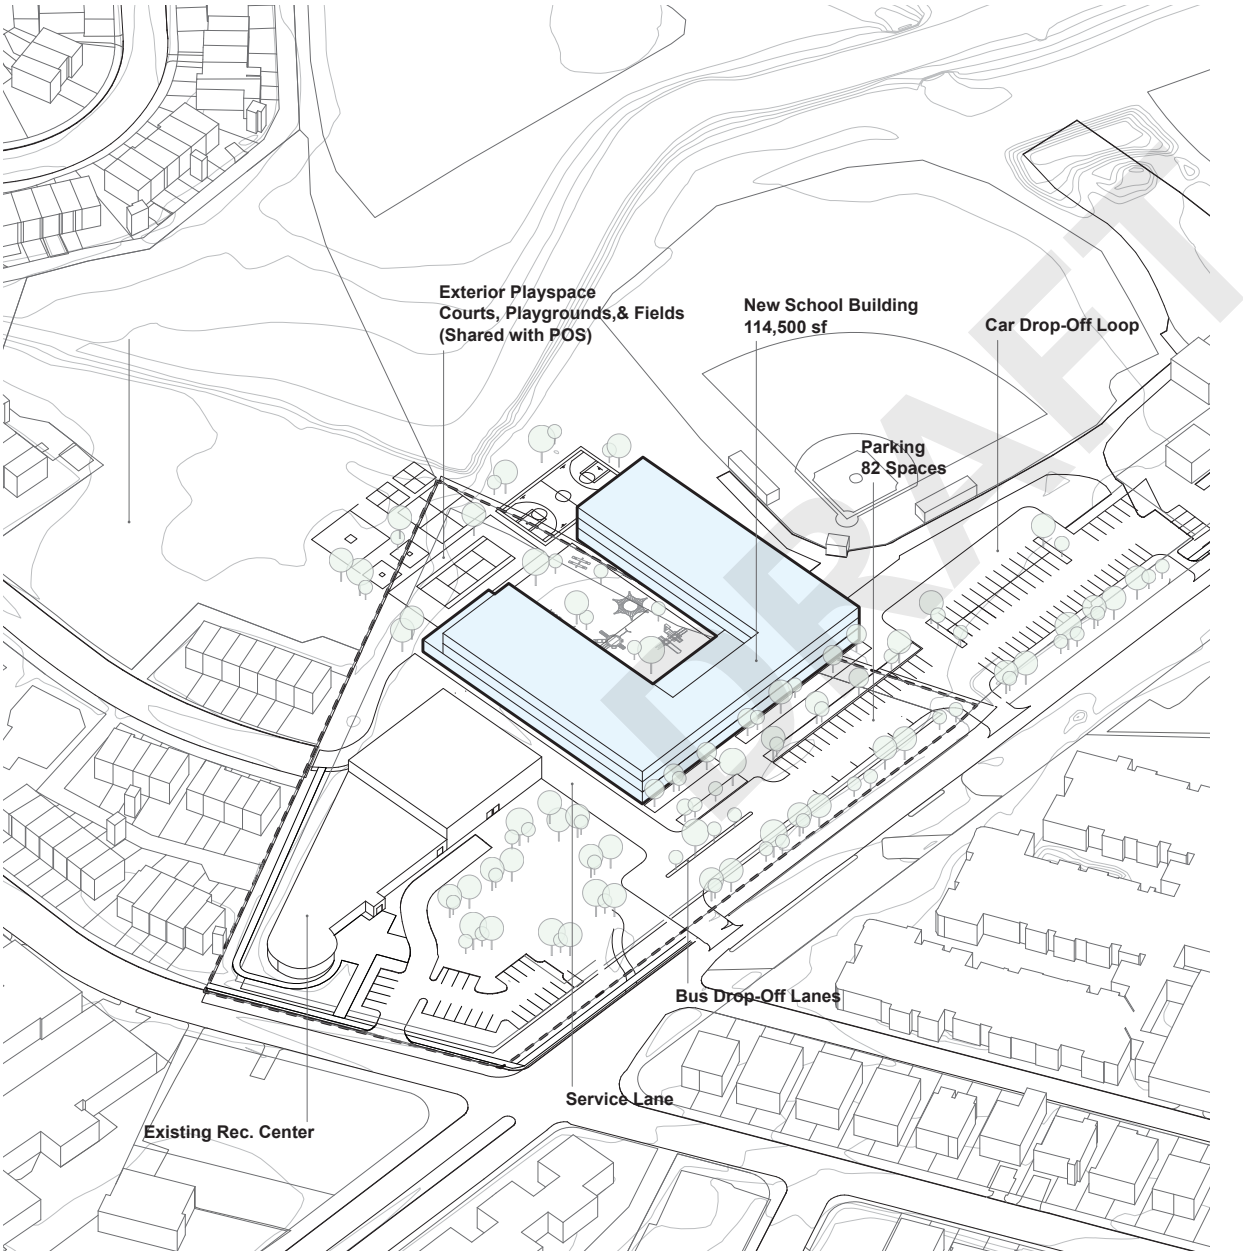 Exterior Playspace
Courts, Playgrounds,& Fields
(Shared with POS)
New School Building
114,500 sf
Car Drop-Off Loop
Parking
82 Spaces
Bus Drop-Off Lanes
Service Lane
Existing Rec. Center
DRAFT